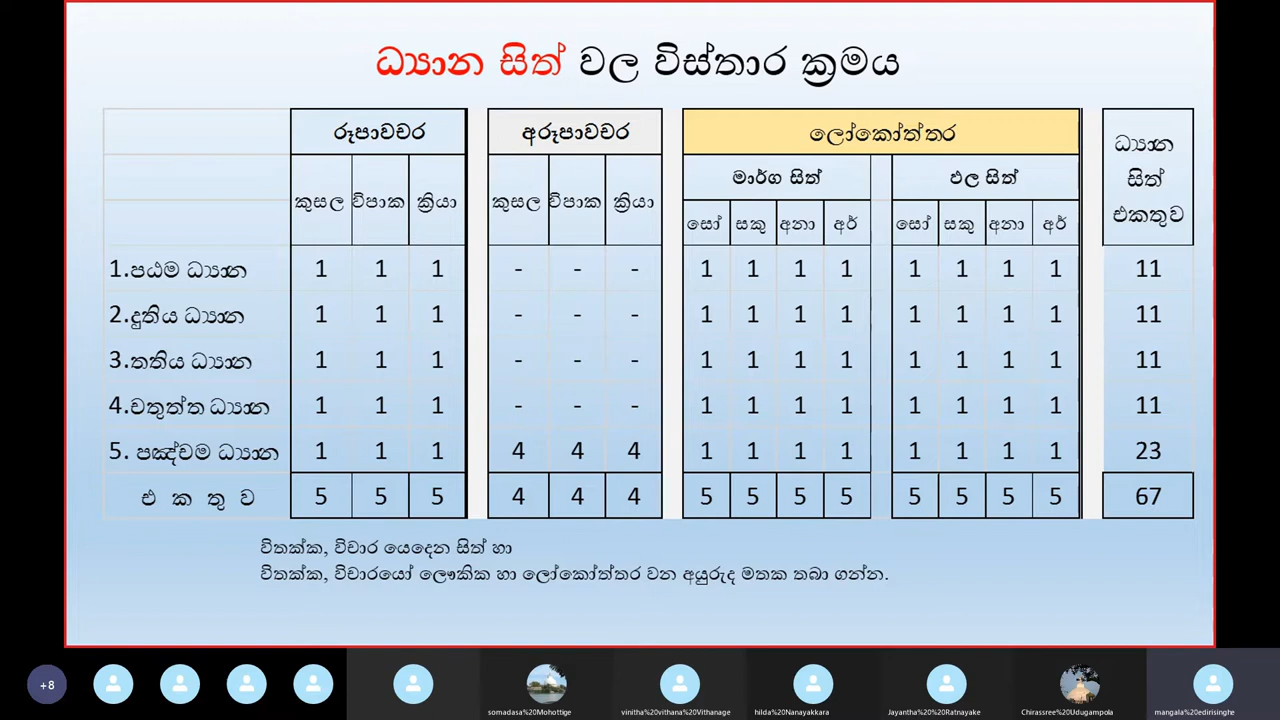 ධ්‍යාන සිත් වල විස්තාර ක්‍රමය
රූපාවචර අරූපාවචර ලෝකෝත්තර ධ්‍යාන සිත් එකතුව
මාර්ග සිත් ඵල සිත්
කුසල විපාක ක්‍රියා කුසල විපාක ක්‍රියා සෝ සකු අනා අර් සෝ සකු අනා අර්
1.පඨම ධ්‍යාන 1 1 1 - - - 1 1 1 1 1 1 1 1 11
2.දුතිය ධ්‍යාන 1 1 1 - - - 1 1 1 1 1 1 1 1 11
3.තතිය ධ්‍යාන 1 1 1 - - - 1 1 1 1 1 1 1 1 11
4.චතුත්ත ධ්‍යාන 1 1 1 - - - 1 1 1 1 1 1 1 1 11
5. පඤ්චම ධ්‍යාන 1 1 1 4 4 4 1 1 1 1 1 1 1 1 23
එ ක තු ව 5 5 5 4 4 4 5 5 5 5 5 5 5 5 67
විතක්ක, විචාර යෙදෙන සිත් හා
විතක්ක, විචාරයෝ ලෞකික හා ලෝකෝත්තර වන අයුරුද මතක තබා ගන්න.
+8
somadasa%20Mohottige
vinitha%20vithana%20Vithanage
hilda%20Nanayakkara
Jayantha%20%20Ratnayake
Chirassree%20Udugampola
mangala%20edirisinghe